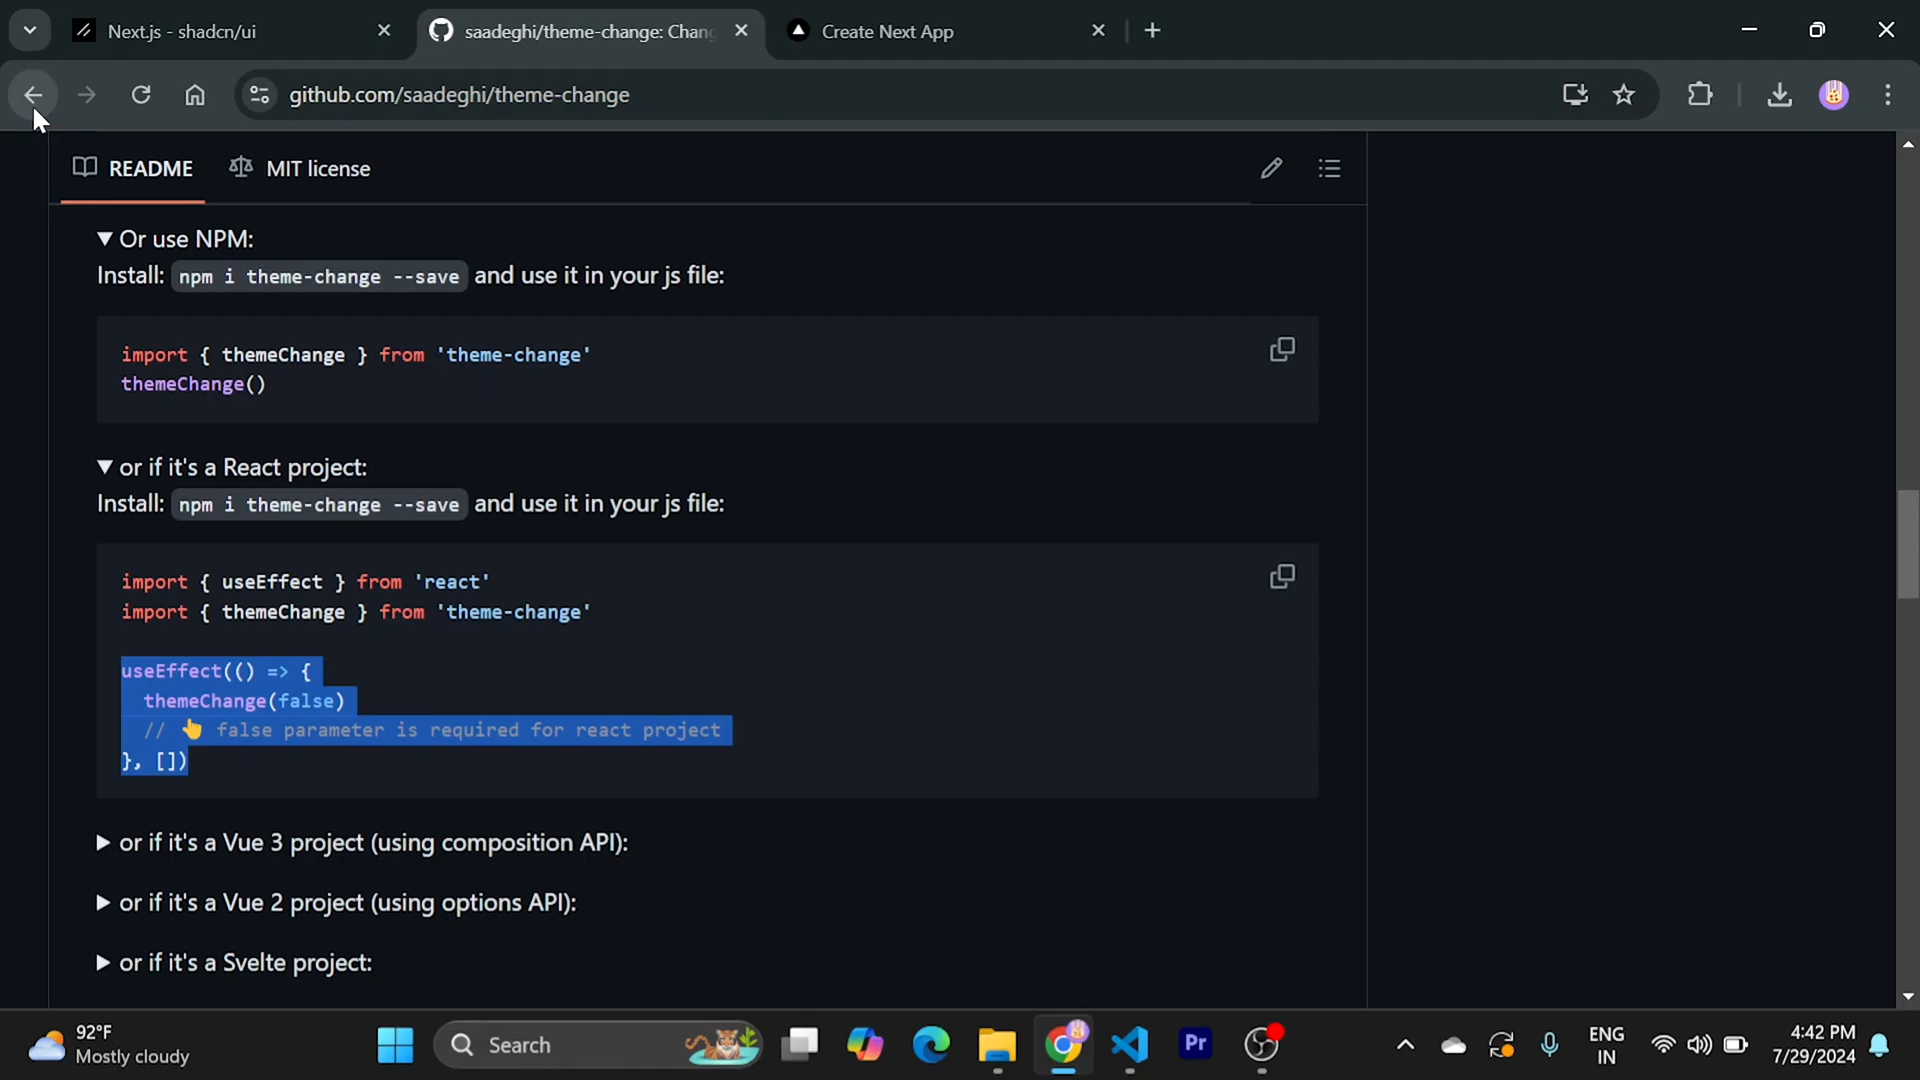 Next.js - shadcn/ui
saadeghi/theme-change: Chang
Create Next App
github.com/saadeghi/theme-change
README
MIT license
▼ Or use NPM:
Install: npm i theme-change --save and use it in your js file:
import { themeChange } from 'theme-change'
themeChange()
▼ or if it's a React project:
Install: npm i theme-change --save and use it in your js file:
import { useEffect } from 'react'
import { themeChange } from 'theme-change'
useEffect(() => {
themeChange(false)
// 👆 false parameter is required for react project
}, [])
▶ or if it's a Vue 3 project (using composition API):
▶ or if it's a Vue 2 project (using options API):
▶ or if it's a Svelte project:
92°F
Mostly cloudy
Search
Pr
ENG
IN
4:42 PM
7/29/2024